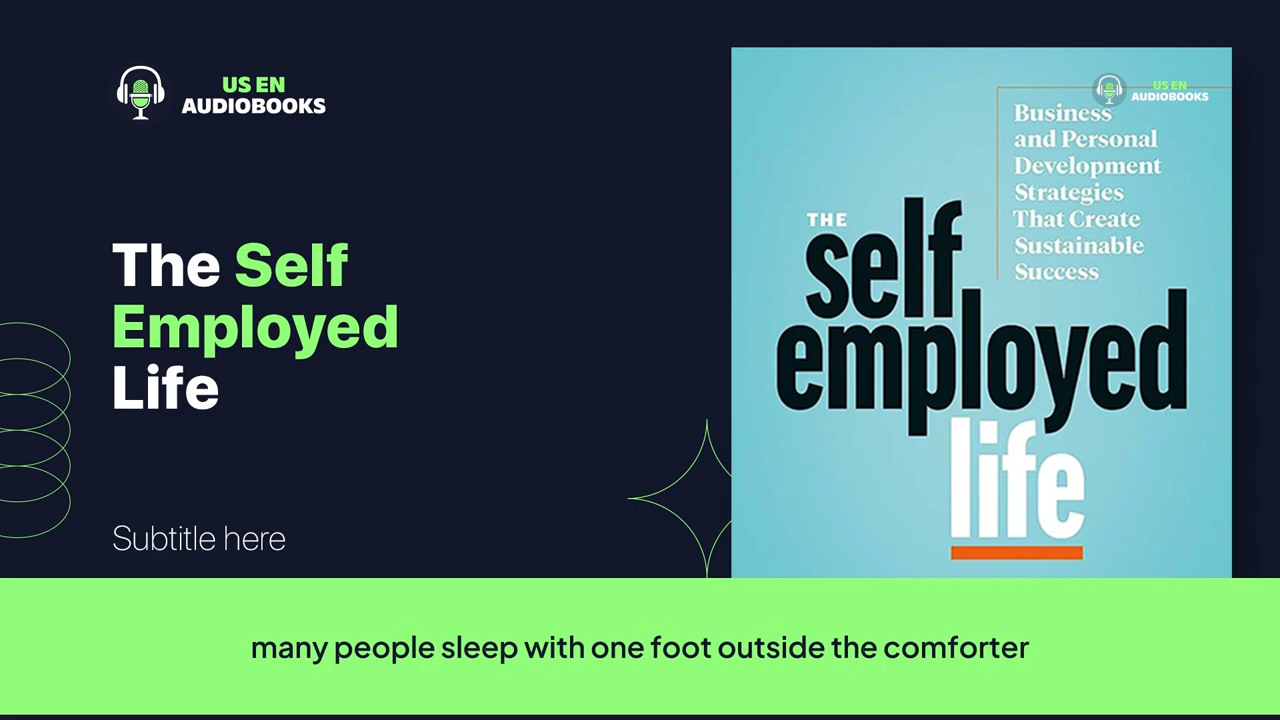 US EN
AUDIOBOOKS
The Self
Employed
Life
Subtitle here
US EN
AUDIOBOOKS
Business
and Personal
Development
Strategies
That Create
Sustainable
Success
THE
self
employed
life
many people sleep with one foot outside the comforter